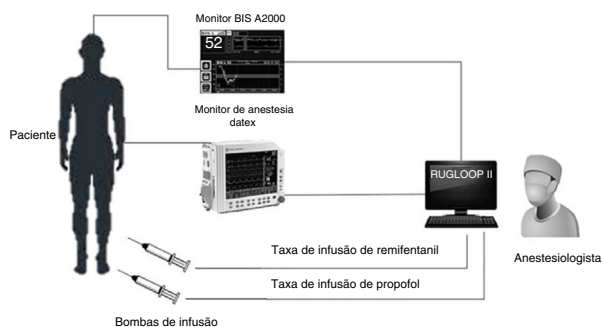 Monitor BIS A2000
52
Monitor de anestesia
datex
Paciente
RUGLOOP II
Taxa de infusão de remifentanil
Anestesiologista
Taxa de infusão de propofol
Bombas de infusão